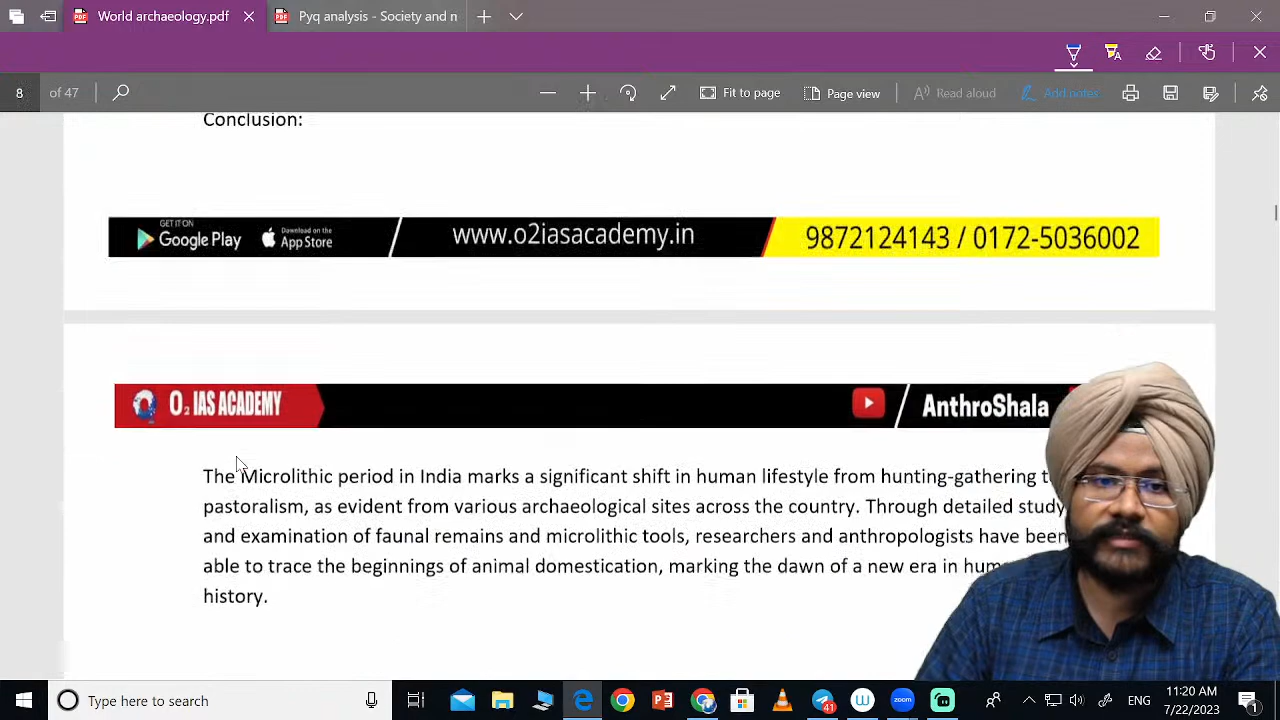 World archaeology.pdf
Pyq analysis - Society and n
8 of 47
Fit to page
Page view
Read aloud
Add notes
Conclusion:
GET IT ON
Google Play
Download on the
App Store
www.o2iasacademy.in
9872124143 / 0172-5036002
O2 IAS ACADEMY
AnthroShala
The Microlithic period in India marks a significant shift in human lifestyle from hunting-gathering
pastoralism, as evident from various archaeological sites across the country. Through detailed study
and examination of faunal remains and microlithic tools, researchers and anthropologists have been
able to trace the beginnings of animal domestication, marking the dawn of a new era in
history.
Type here to search
41
W
zoom
ENG
11:20 AM
7/22/2023
1